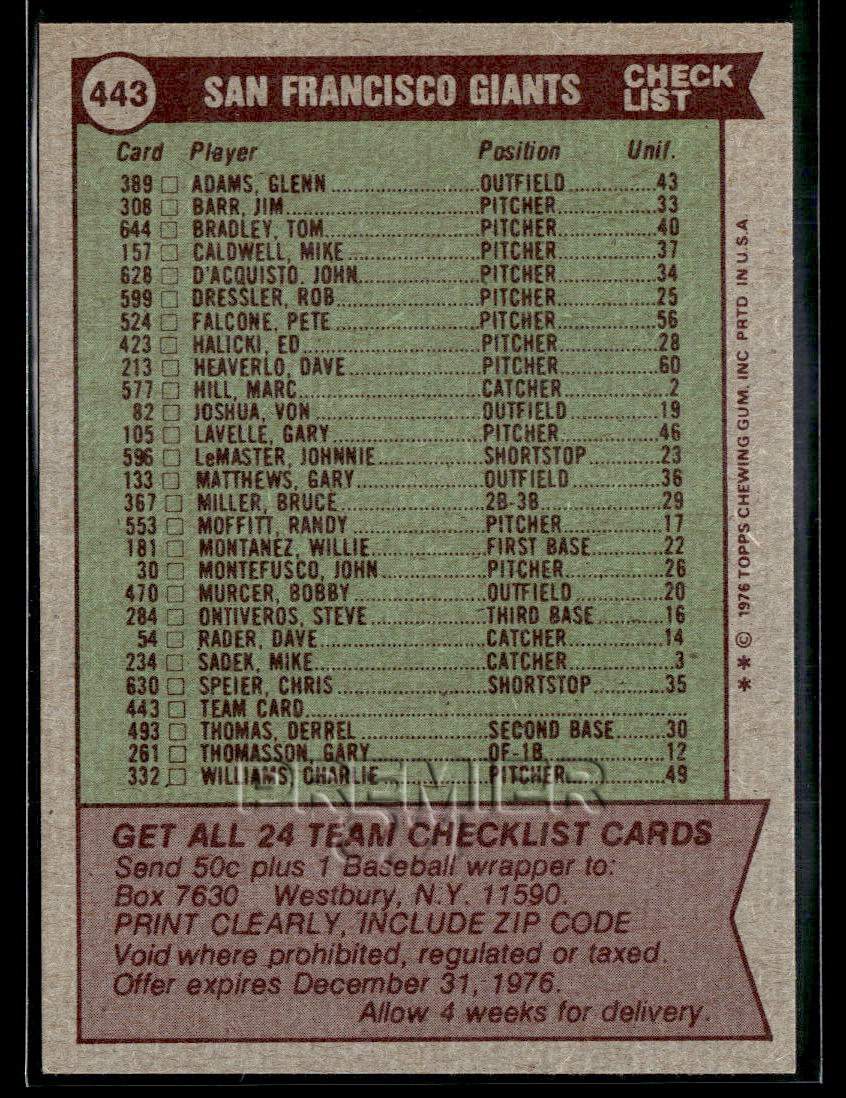 443 SAN FRANCISCO GIANTS CHECK LIST
Card Player Position Unif.
389 ADAMS, GLENN OUTFIELD 43
308 BARR, JIM PITCHER 33
644 BRADLEY, TOM PITCHER 40
157 CALDWELL, MIKE PITCHER 37
628 D'ACQUISTO, JOHN PITCHER 34
599 DRESSLER, ROB PITCHER 25
524 FALCONE, PETE PITCHER 56
423 HALICKI, ED PITCHER 28
213 HEAVERLO, DAVE PITCHER 60
577 HILL, MARC CATCHER 2
82 JOSHUA, VON OUTFIELD 19
105 LAVELLE, GARY PITCHER 46
596 LeMASTER, JOHNNIE SHORTSTOP 23
133 MATTHEWS, GARY OUTFIELD 36
367 MILLER, BRUCE 2B-3B 29
553 MOFFITT, RANDY PITCHER 17
181 MONTANEZ, WILLIE FIRST BASE 22
30 MONTEFUSCO, JOHN PITCHER 26
470 MURCER, BOBBY OUTFIELD 20
284 ONTIVEROS, STEVE THIRD BASE 16
54 RADER, DAVE CATCHER 14
234 SADEK, MIKE CATCHER 3
630 SPEIER, CHRIS SHORTSTOP 35
443 TEAM CARD
493 THOMAS, DERREL SECOND BASE 30
261 THOMASSON, GARY OF-1B 12
332 WILLIAMS, CHARLIE PITCHER 49
PREMIER
GET ALL 24 TEAM CHECKLIST CARDS
Send 50c plus 1 Baseball wrapper to:
Box 7630 Westbury, N.Y. 11590.
PRINT CLEARLY, INCLUDE ZIP CODE
Void where prohibited, regulated or taxed.
Offer expires December 31, 1976.
Allow 4 weeks for delivery.
* * © 1976 TOPPS CHEWING GUM, INC. PRTD. IN U.S.A.